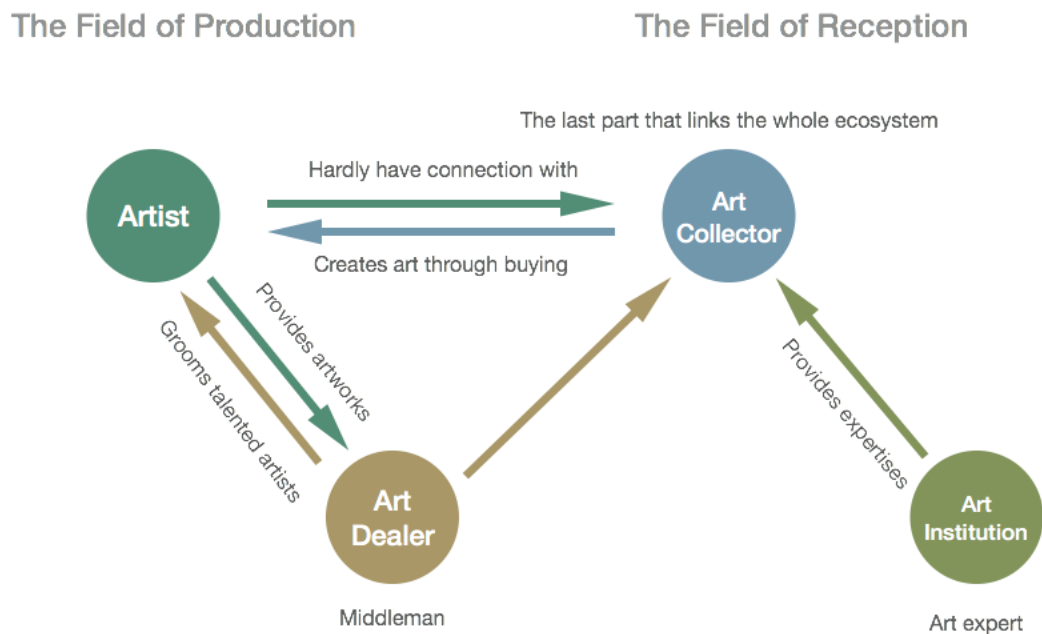 The Field of Production
The Field of Reception
The last part that links the whole ecosystem
Hardly have connection with
Artist
Art
Collector
Creates art through buying
Provides artworks
Grooms talented artists
Provides expertises
Art
Dealer
Art
Institution
Middleman
Art expert